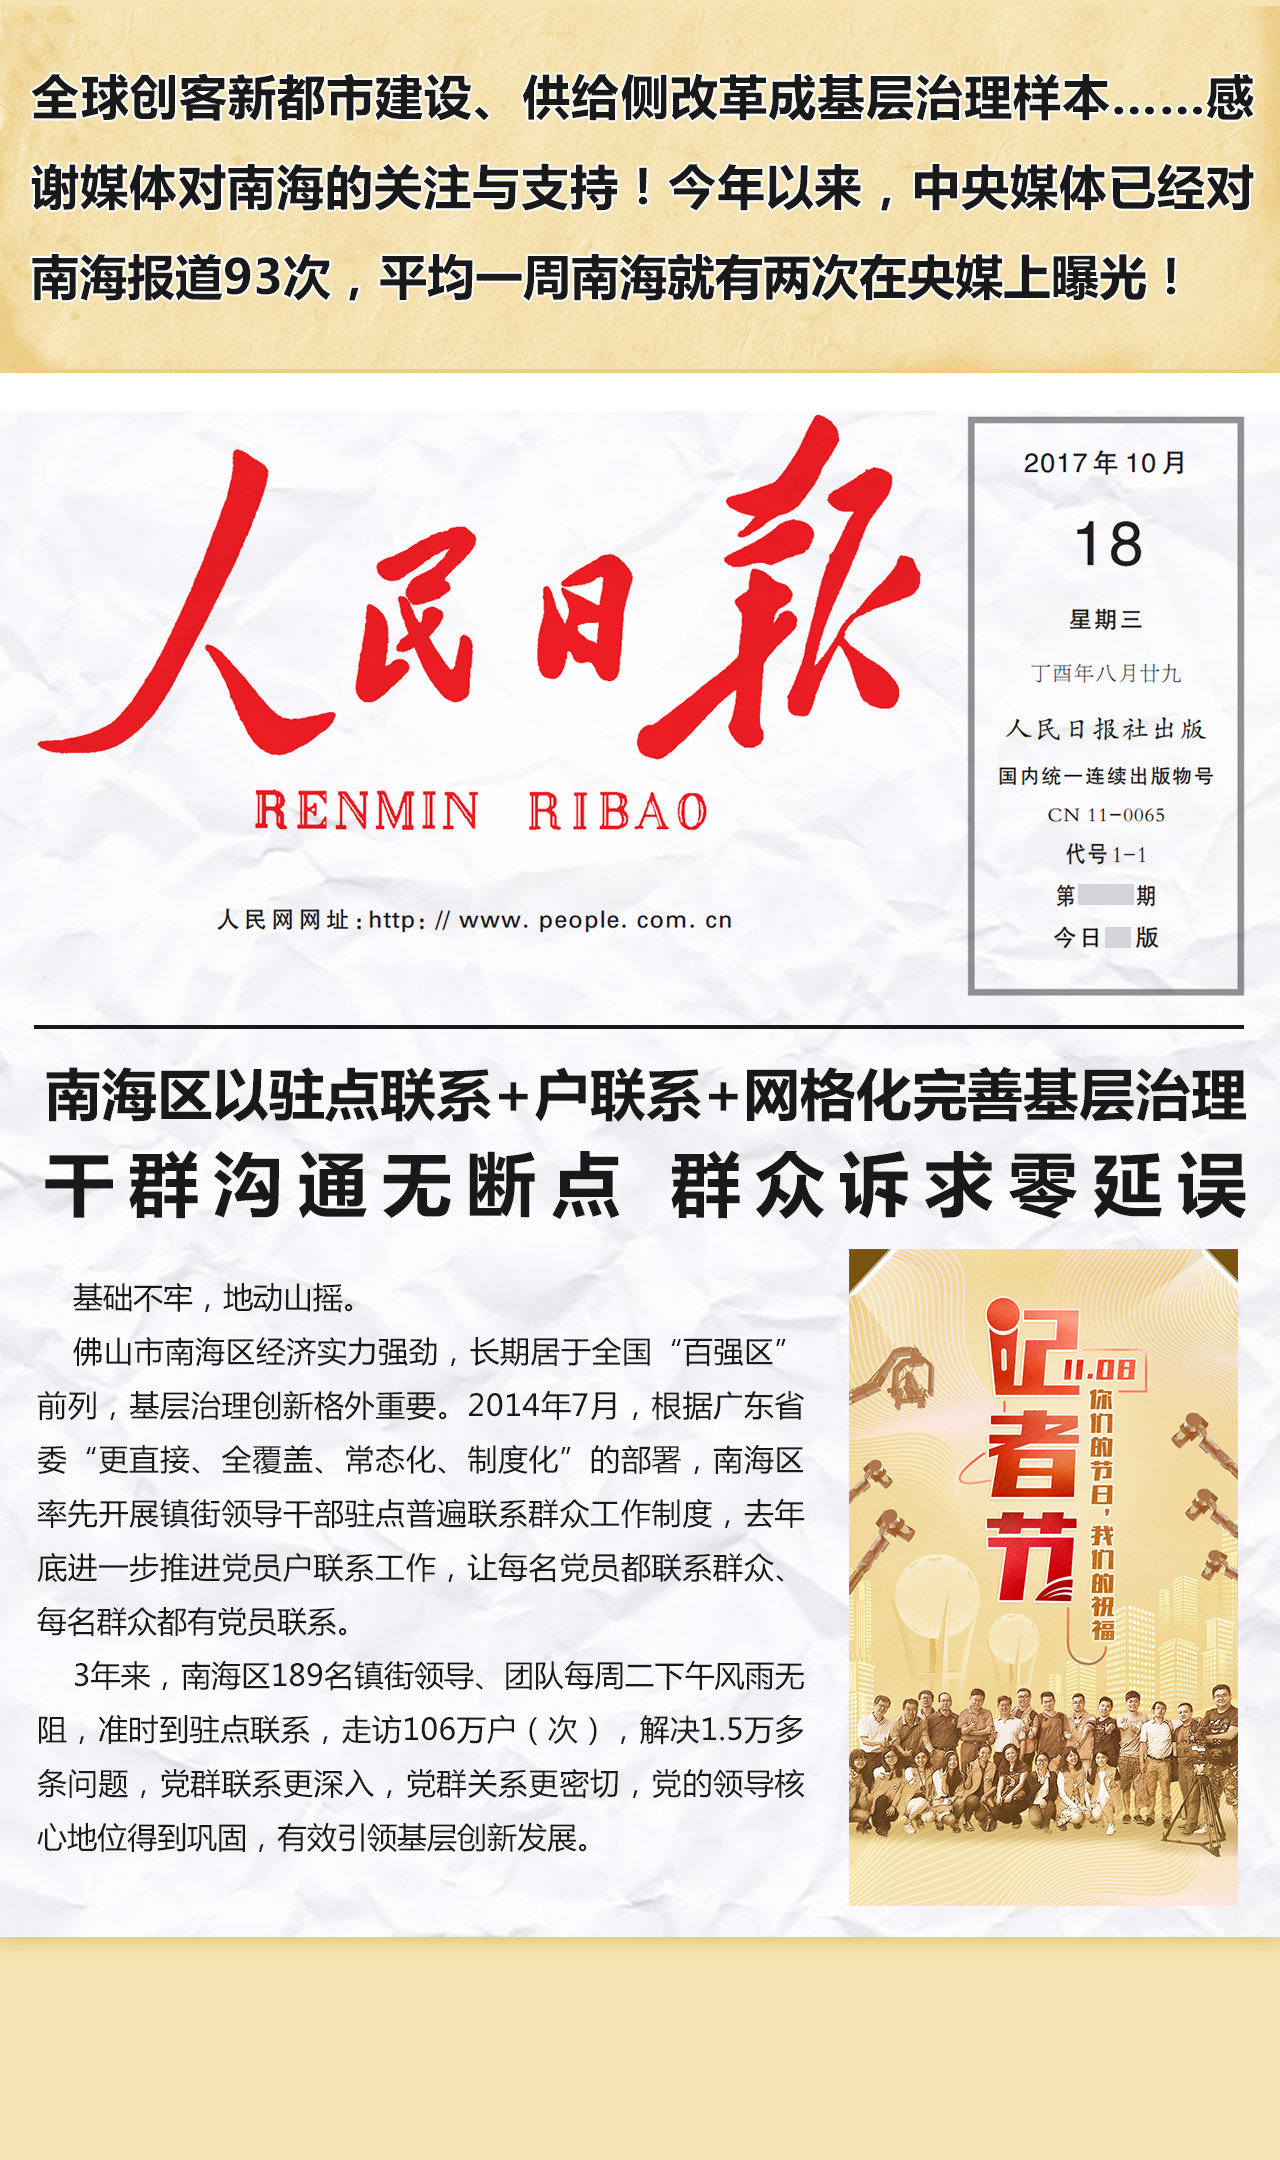 全球创客新都市建设、供给侧改革成基层治理样本……感
谢媒体对南海的关注与支持！今年以来，中央媒体已经对
南海报道93次，平均一周南海就有两次在央媒上曝光！
人民日报
RENMIN RIBAO
人民网网址:http://www.people.com.cn
2017年10月
18
星期三
丁酉年八月廿九
人民日报社出版
国内统一连续出版物号
CN 11-0065
代号1-1
第 期
今日 版
南海区以驻点联系+户联系+网格化完善基层治理
干群沟通无断点 群众诉求零延误
基础不牢，地动山摇。
佛山市南海区经济实力强劲，长期居于全国“百强区”
前列，基层治理创新格外重要。2014年7月，根据广东省
委“更直接、全覆盖、常态化、制度化”的部署，南海区
率先开展镇街领导干部驻点普遍联系群众工作制度，去年
底进一步推进党员户联系工作，让每名党员都联系群众、
每名群众都有党员联系。
3年来，南海区189名镇街领导、团队每周二下午风雨无
阻，准时到驻点联系，走访106万户（次），解决1.5万多
条问题，党群联系更深入，党群关系更密切，党的领导核
心地位得到巩固，有效引领基层创新发展。
记者节
11.08
你们的节日，我们的祝福